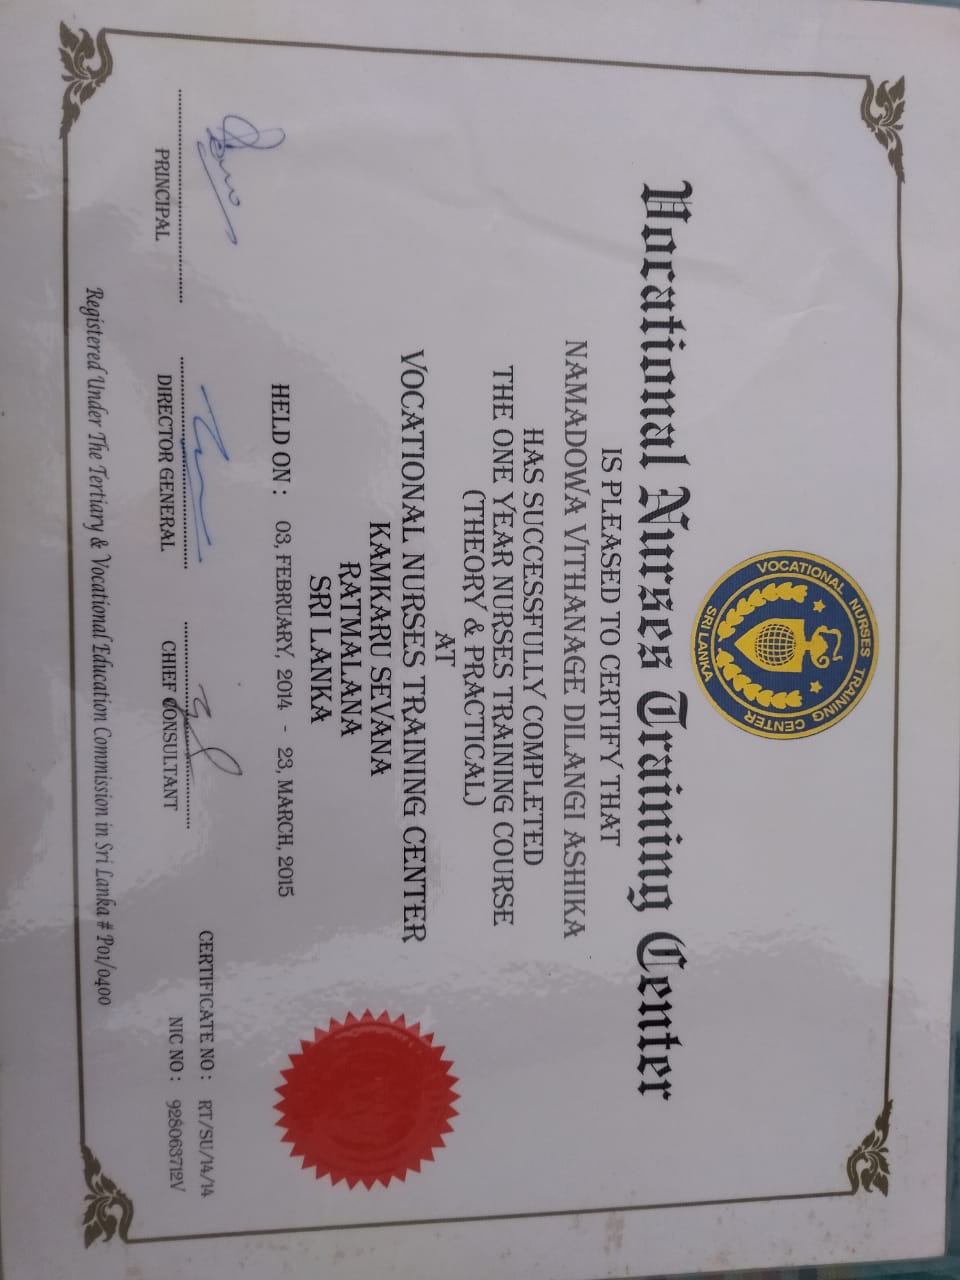 VOCATIONAL NURSES TRAINING CENTER
SRI LANKA
Vocational Nurses Training Center
IS PLEASED TO CERTIFY THAT
NAMADOWA VITHANAGE DILANGI ASHIKA
HAS SUCCESSFULLY COMPLETED
THE ONE YEAR NURSES TRAINING COURSE
(THEORY & PRACTICAL)
AT
VOCATIONAL NURSES TRAINING CENTER
KAMKARU SEVANA
RATMALANA
SRI LANKA
HELD ON : 03, FEBRUARY, 2014 - 23, MARCH, 2015
CERTIFICATE NO : RT/SU/14/14
NIC NO : 928063712V
PRINCIPAL DIRECTOR GENERAL CHIEF CONSULTANT
Registered Under The Tertiary & Vocational Education Commission in Sri Lanka # P01/0400